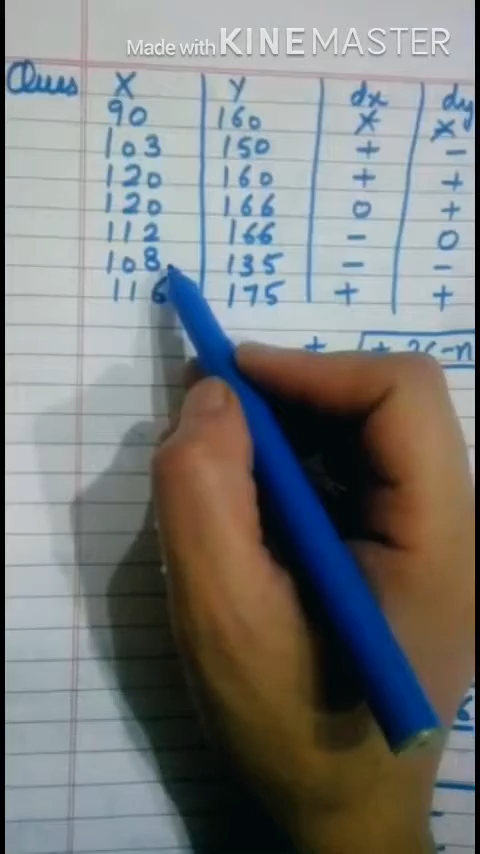 Made with KINEMASTER
Ques X Y dx dy
90 160 × ×
103 150 + -
120 160 + +
120 166 0 +
112 166 - 0
108 135 - -
116 175 + +